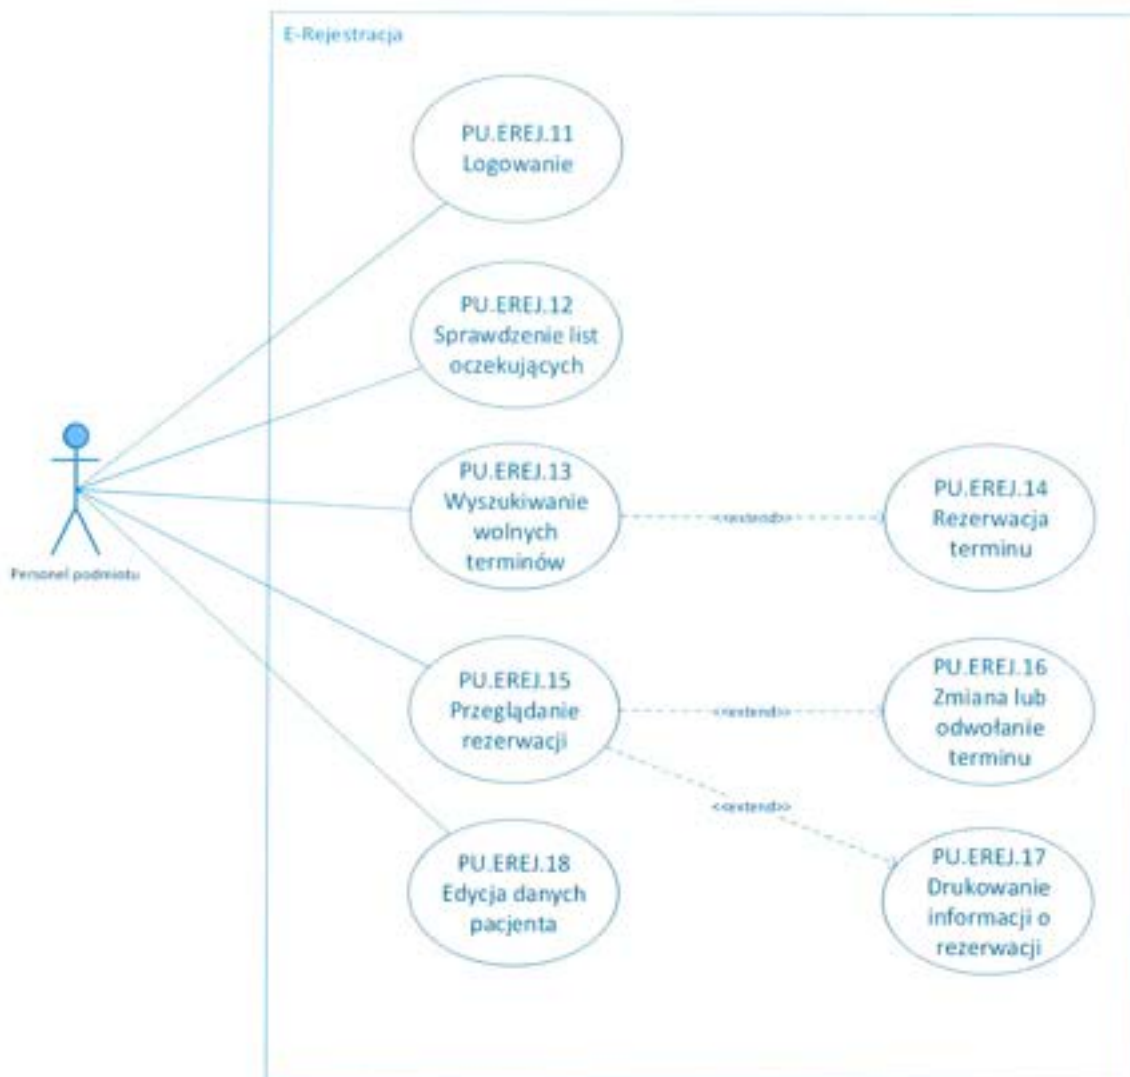 E-Rejestracja
PU.EREJ.11
Logowanie
PU.EREJ.12
Sprawdzenie list
oczekujących
PU.EREJ.13
Wyszukiwanie
wolnych
terminów
<<extend>>
PU.EREJ.14
Rezerwacja
terminu
Personel podmiotu
PU.EREJ.15
Przeglądanie
rezerwacji
<<extend>>
PU.EREJ.16
Zmiana lub
odwołanie
terminu
<<extend>>
PU.EREJ.18
Edycja danych
pacjenta
PU.EREJ.17
Drukowanie
informacji o
rezerwacji